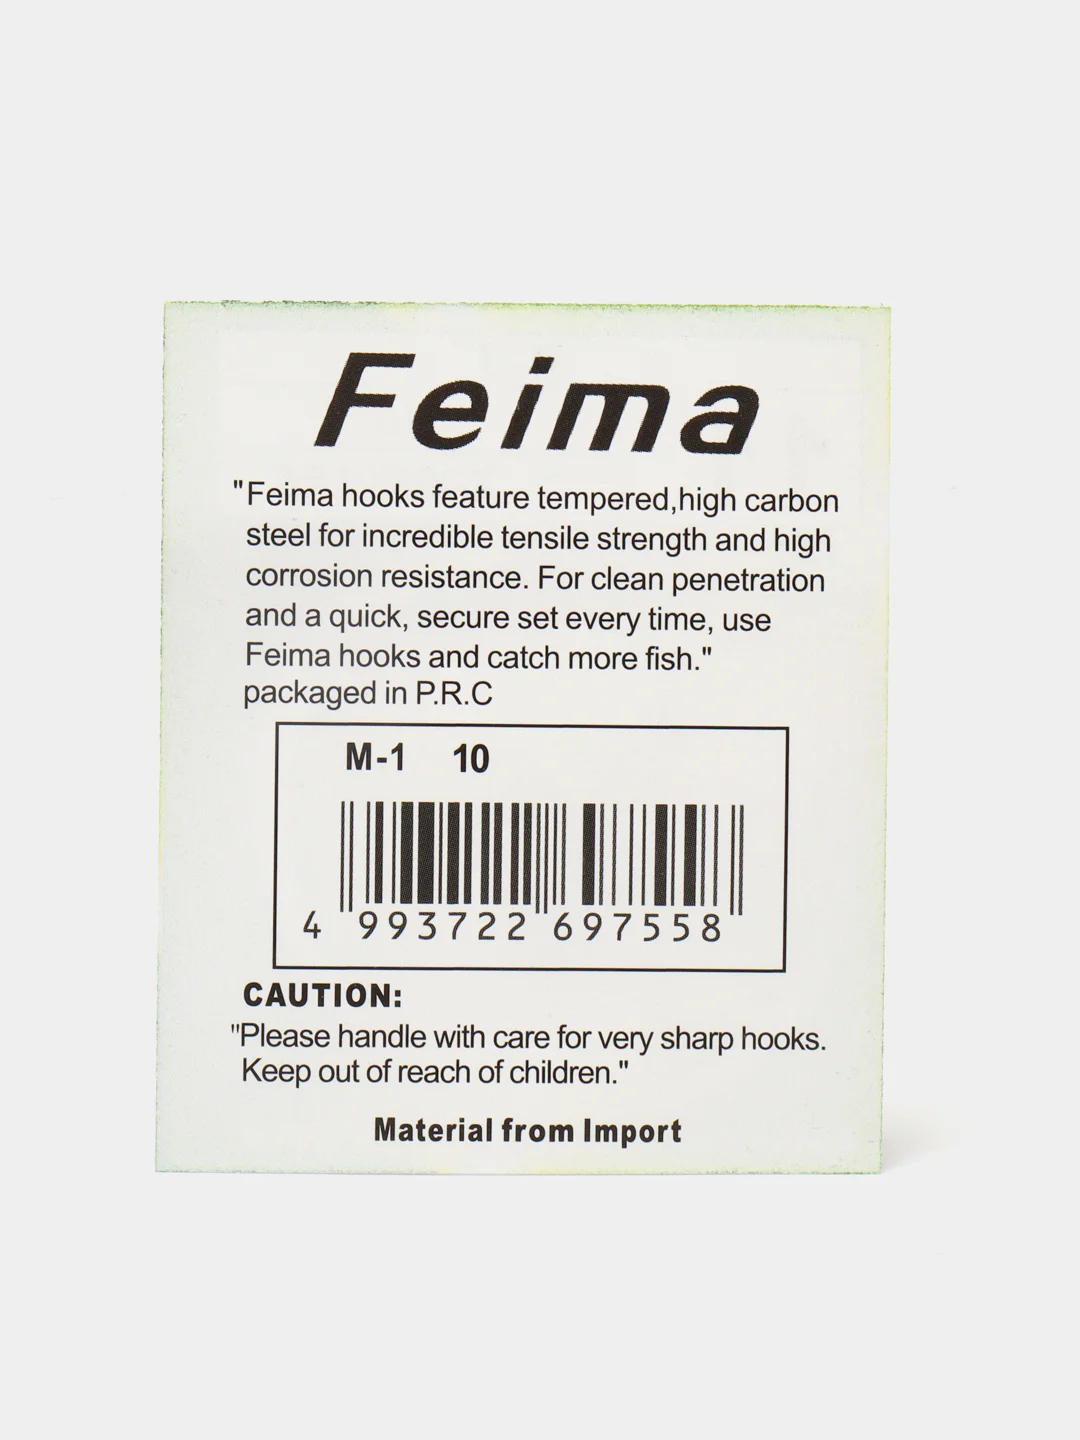 Feima
"Feima hooks feature tempered,high carbon
steel for incredible tensile strength and high
corrosion resistance. For clean penetration
and a quick, secure set every time, use
Feima hooks and catch more fish."
packaged in P.R.C
M-1 10
4 993722 697558
CAUTION:
"Please handle with care for very sharp hooks.
Keep out of reach of children."
Material from Import